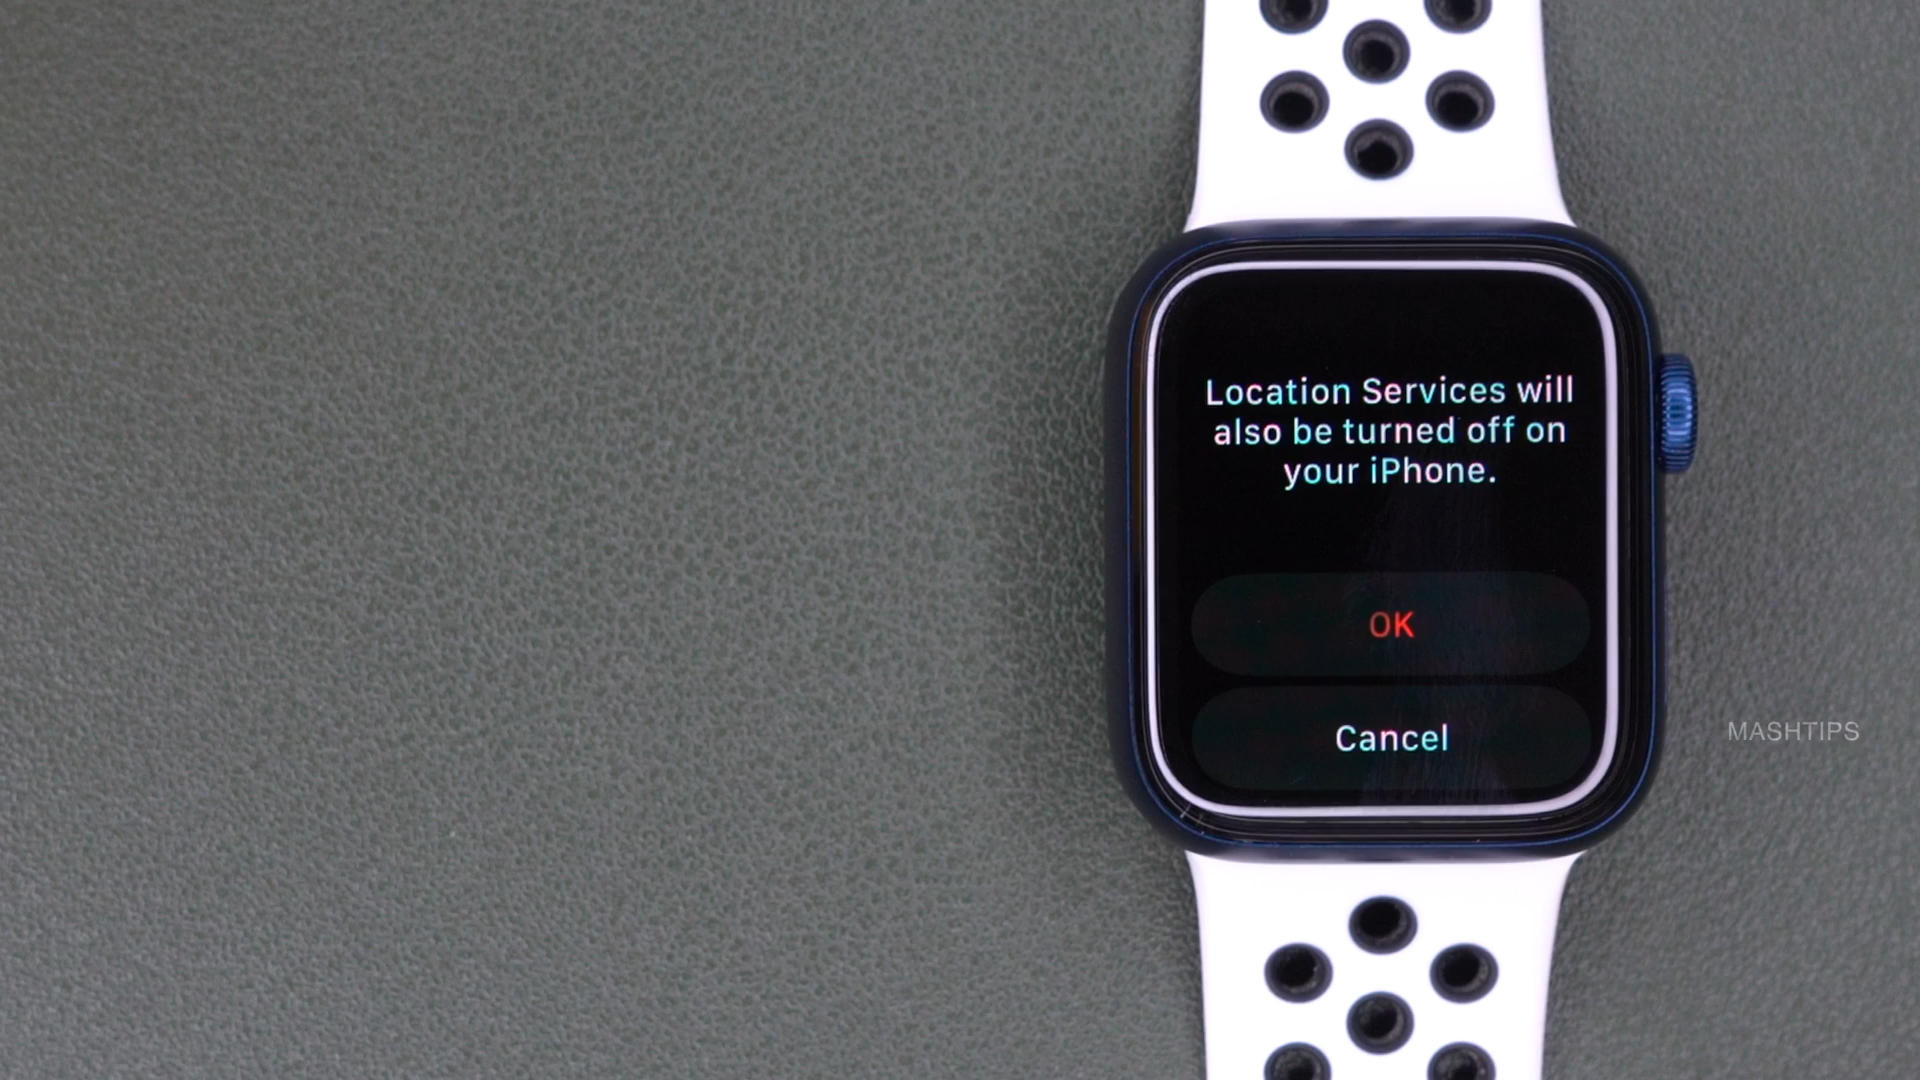 Location Services will
also be turned off on
your iPhone.
OK
Cancel
MASHTIPS